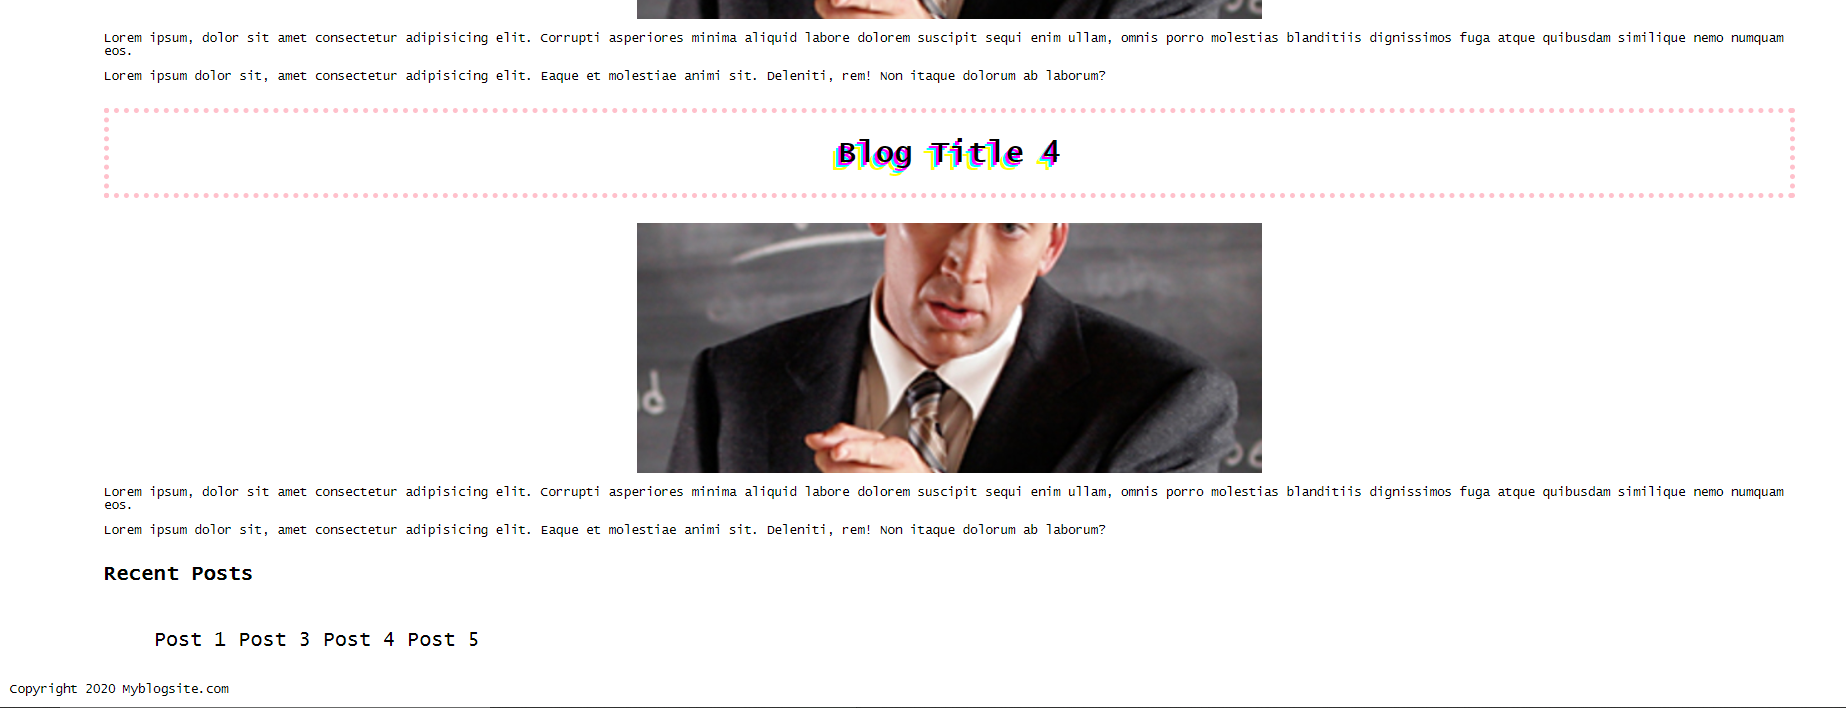 Lorem ipsum, dolor sit amet consectetur adipisicing elit. Corrupti asperiores minima aliquid labore dolorem suscipit sequi enim ullam, omnis porro molestias blanditiis dignissimos fuga atque quibusdam similique nemo numquam
eos.
Lorem ipsum dolor sit, amet consectetur adipisicing elit. Eaque et molestiae animi sit. Deleniti, rem! Non itaque dolorum ab laborum?
Blog Title 4
Lorem ipsum, dolor sit amet consectetur adipisicing elit. Corrupti asperiores minima aliquid labore dolorem suscipit sequi enim ullam, omnis porro molestias blanditiis dignissimos fuga atque quibusdam similique nemo numquam
eos.
Lorem ipsum dolor sit, amet consectetur adipisicing elit. Eaque et molestiae animi sit. Deleniti, rem! Non itaque dolorum ab laborum?
Recent Posts
Post 1 Post 3 Post 4 Post 5
Copyright 2020 Myblogsite.com